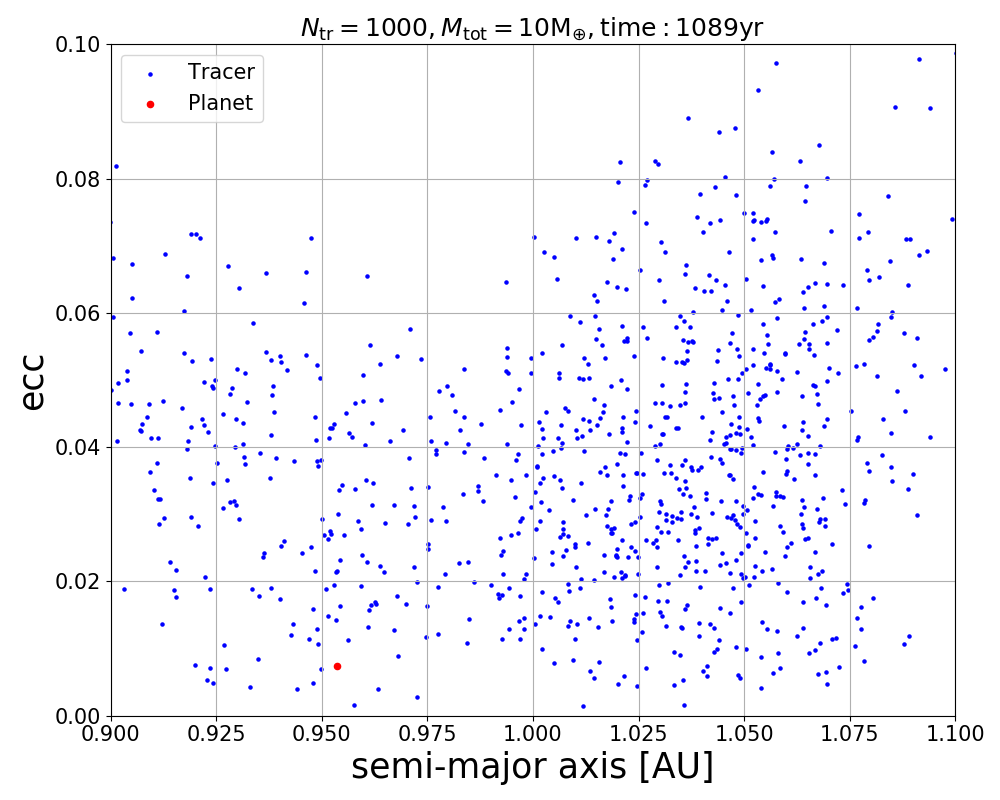 N_tr = 1000, M_tot = 10M_⊕, time : 1089yr
Tracer
Planet
ecc
0.10
0.08
0.06
0.04
0.02
0.00
0.900 0.925 0.950 0.975 1.000 1.025 1.050 1.075 1.100
semi-major axis [AU]